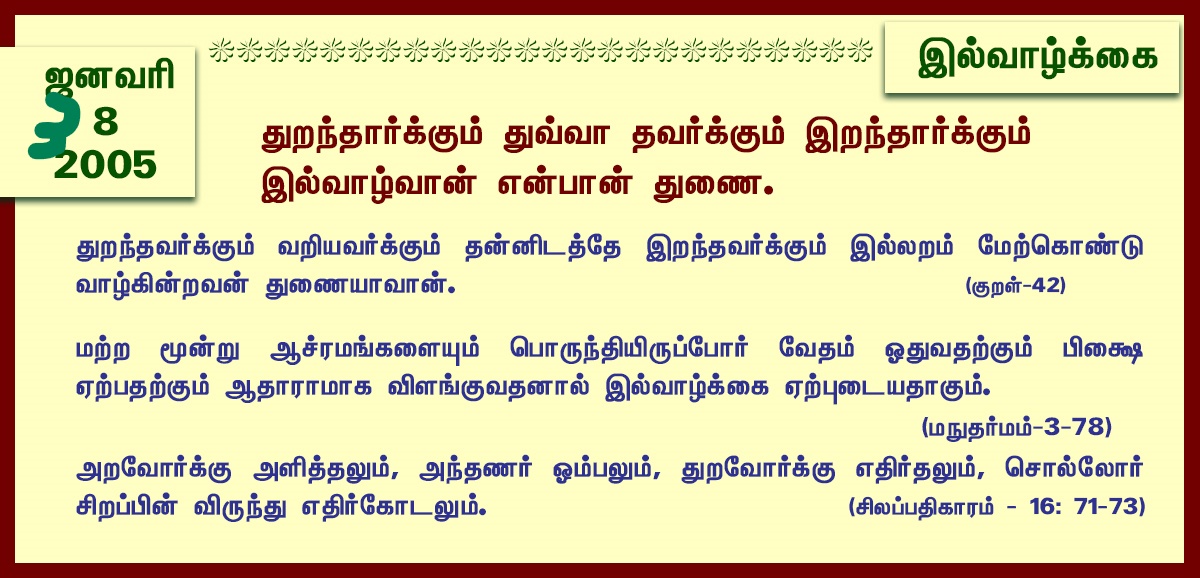 ஜனவரி
8
2005
இல்வாழ்க்கை
துறந்தார்க்கும் துவ்வா தவர்க்கும் இறந்தார்க்கும்
இல்வாழ்வான் என்பான் துணை.
துறந்தவர்க்கும் வறியவர்க்கும் தன்னிடத்தே இறந்தவர்க்கும் இல்லறம் மேற்கொண்டு
வாழ்கின்றவன் துணையாவான். (குறள்-42)
மற்ற மூன்று ஆச்ரமங்களையும் பொருந்தியிருப்போர் வேதம் ஓதுவதற்கும் பிக்ஷை
ஏற்பதற்கும் ஆதாராமாக விளங்குவதனால் இல்வாழ்க்கை ஏற்புடையதாகும்.
(மநுதர்மம்-3-78)
அறவோர்க்கு அளித்தலும், அந்தணர் ஓம்பலும், துறவோர்க்கு எதிர்தலும், சொல்லோர்
சிறப்பின் விருந்து எதிர்கோடலும். (சிலப்பதிகாரம் - 16: 71-73)